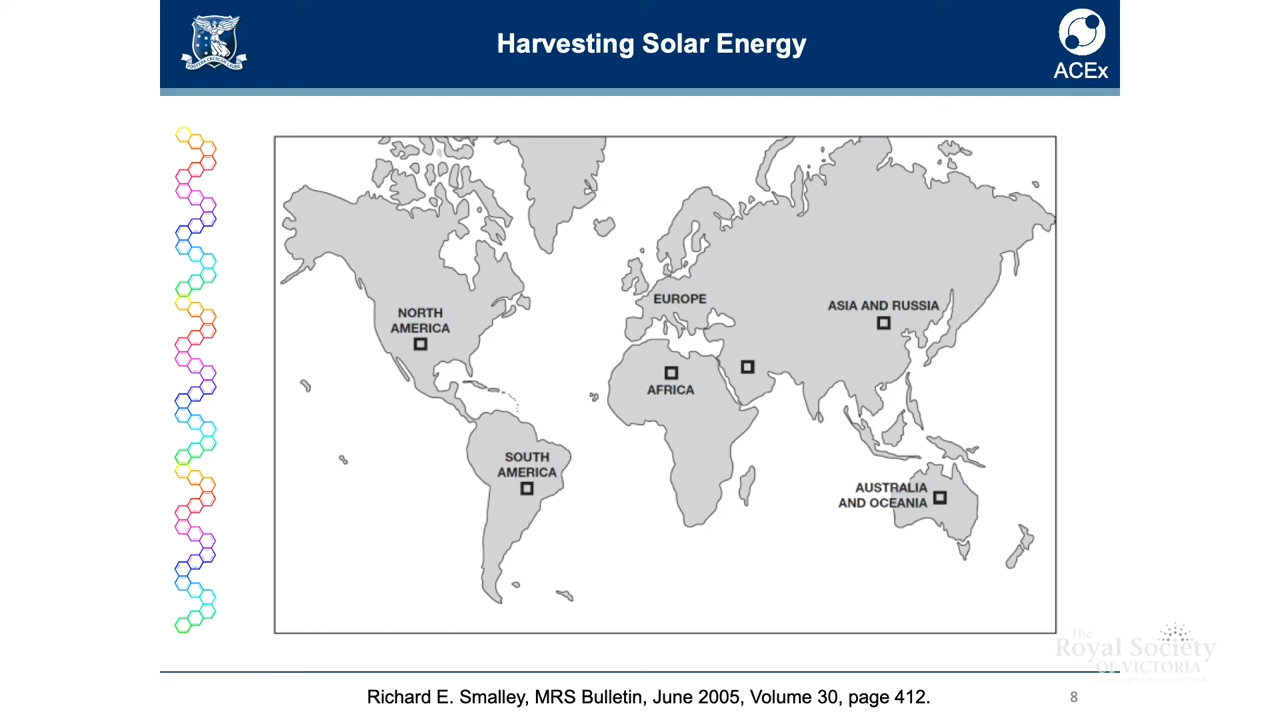 Harvesting Solar Energy
ACEx
NORTH
AMERICA
EUROPE
ASIA AND RUSSIA
AFRICA
SOUTH
AMERICA
AUSTRALIA
AND OCEANIA
The
Royal Society
OF VICTORIA
Richard E. Smalley, MRS Bulletin, June 2005, Volume 30, page 412.
8